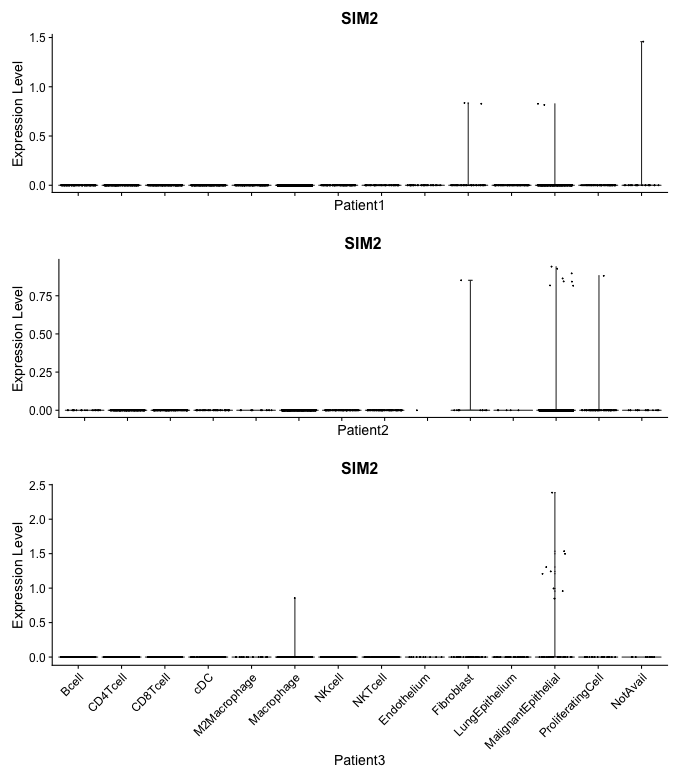 SIM2
Expression Level
1.5
1.0
0.5
0.0
Patient1
SIM2
Expression Level
0.75
0.50
0.25
0.00
Patient2
SIM2
Expression Level
2.5
2.0
1.5
1.0
0.5
0.0
Bcell
CD4Tcell
CD8Tcell
cDC
M2Macrophage
Macrophage
NKcell
NKTcell
Endothelium
Fibroblast
LungEpithelium
MalignantEpithelial
ProliferatingCell
NotAvail
Patient3